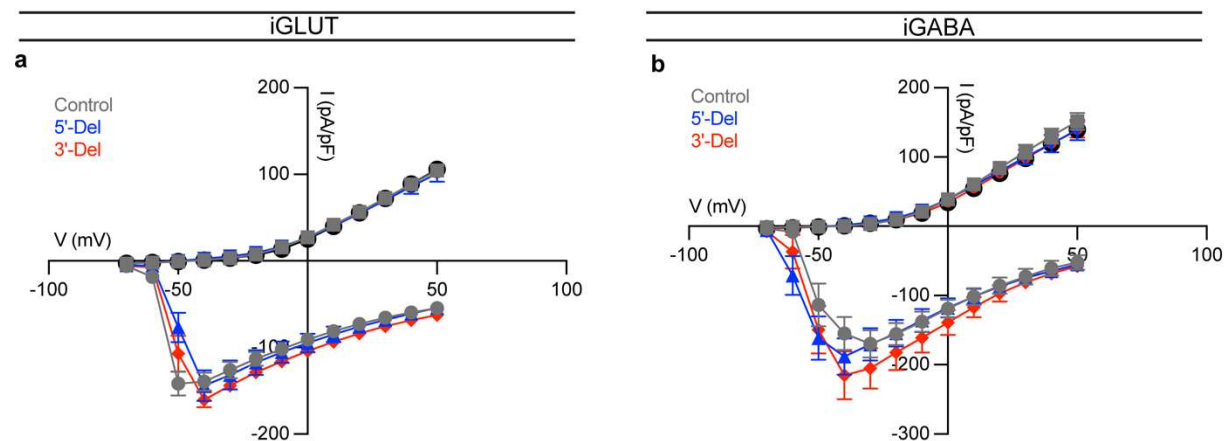 iGLUT
iGABA
a
200
I (pA/pF)
Control
5'-Del
3'-Del
100
V (mV)
-100
-50
50
100
-100
-200
b
200
I (pA/pF)
Control
5'-Del
3'-Del
100
V (mV)
-100
-50
50
100
-100
-200
-300